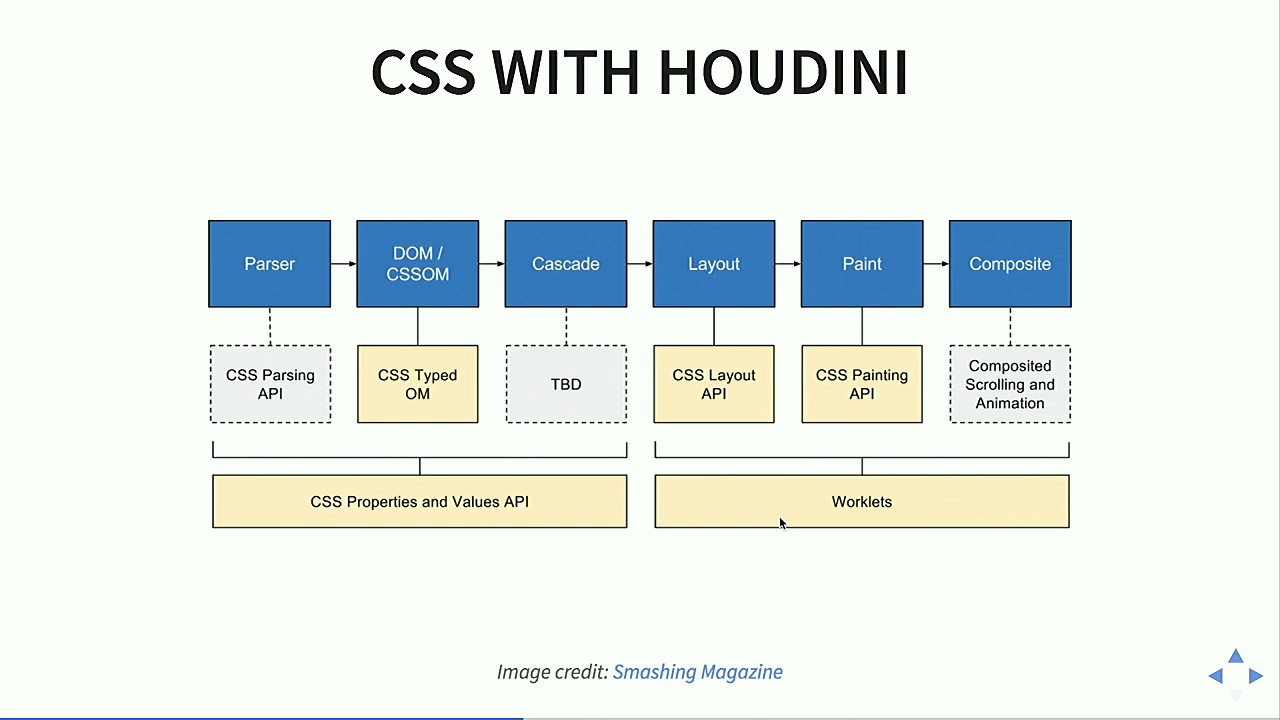 CSS WITH HOUDINI
Parser
DOM /
CSSOM
Cascade
Layout
Paint
Composite
CSS Parsing
API
CSS Typed
OM
TBD
CSS Layout
API
CSS Painting
API
Composited
Scrolling and
Animation
CSS Properties and Values API
Worklets
Image credit: Smashing Magazine